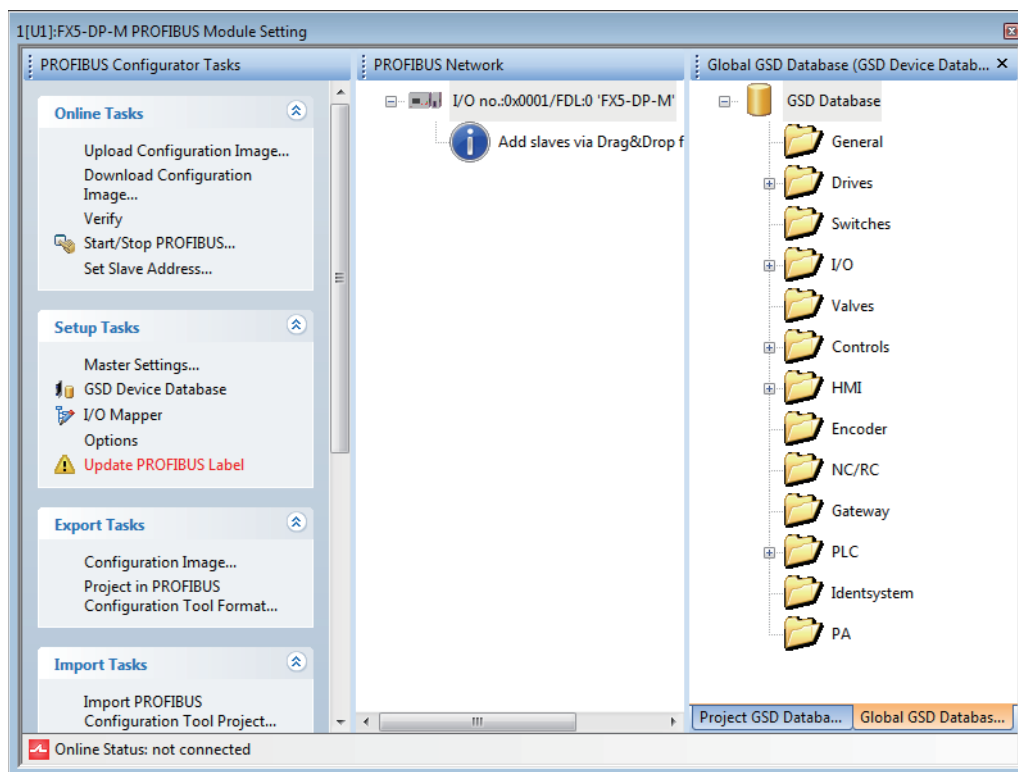 1[U1]:FX5-DP-M PROFIBUS Module Setting
PROFIBUS Configurator Tasks
Online Tasks
Upload Configuration Image...
Download Configuration
Image...
Verify
Start/Stop PROFIBUS...
Set Slave Address...
Setup Tasks
Master Settings...
GSD Device Database
I/O Mapper
Options
Update PROFIBUS Label
Export Tasks
Configuration Image...
Project in PROFIBUS
Configuration Tool Format...
Import Tasks
Import PROFIBUS
Configuration Tool Project...
PROFIBUS Network
I/O no.:0x0001/FDL:0 'FX5-DP-M'
Add slaves via Drag&Drop f
Global GSD Database (GSD Device Datab...
GSD Database
General
Drives
Switches
I/O
Valves
Controls
HMI
Encoder
NC/RC
Gateway
PLC
Identsystem
PA
Project GSD Databa...
Global GSD Databas...
Online Status: not connected